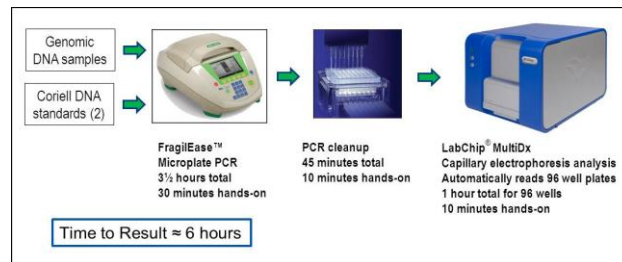 Genomic
DNA samples
Coriell DNA
standards (2)
FragilEase™
Microplate PCR
3½ hours total
30 minutes hands-on
PCR cleanup
45 minutes total
10 minutes hands-on
LabChip® MultiDx
Capillary electrophoresis analysis
Automatically reads 96 well plates
1 hour total for 96 wells
10 minutes hands-on
Time to Result ≈ 6 hours